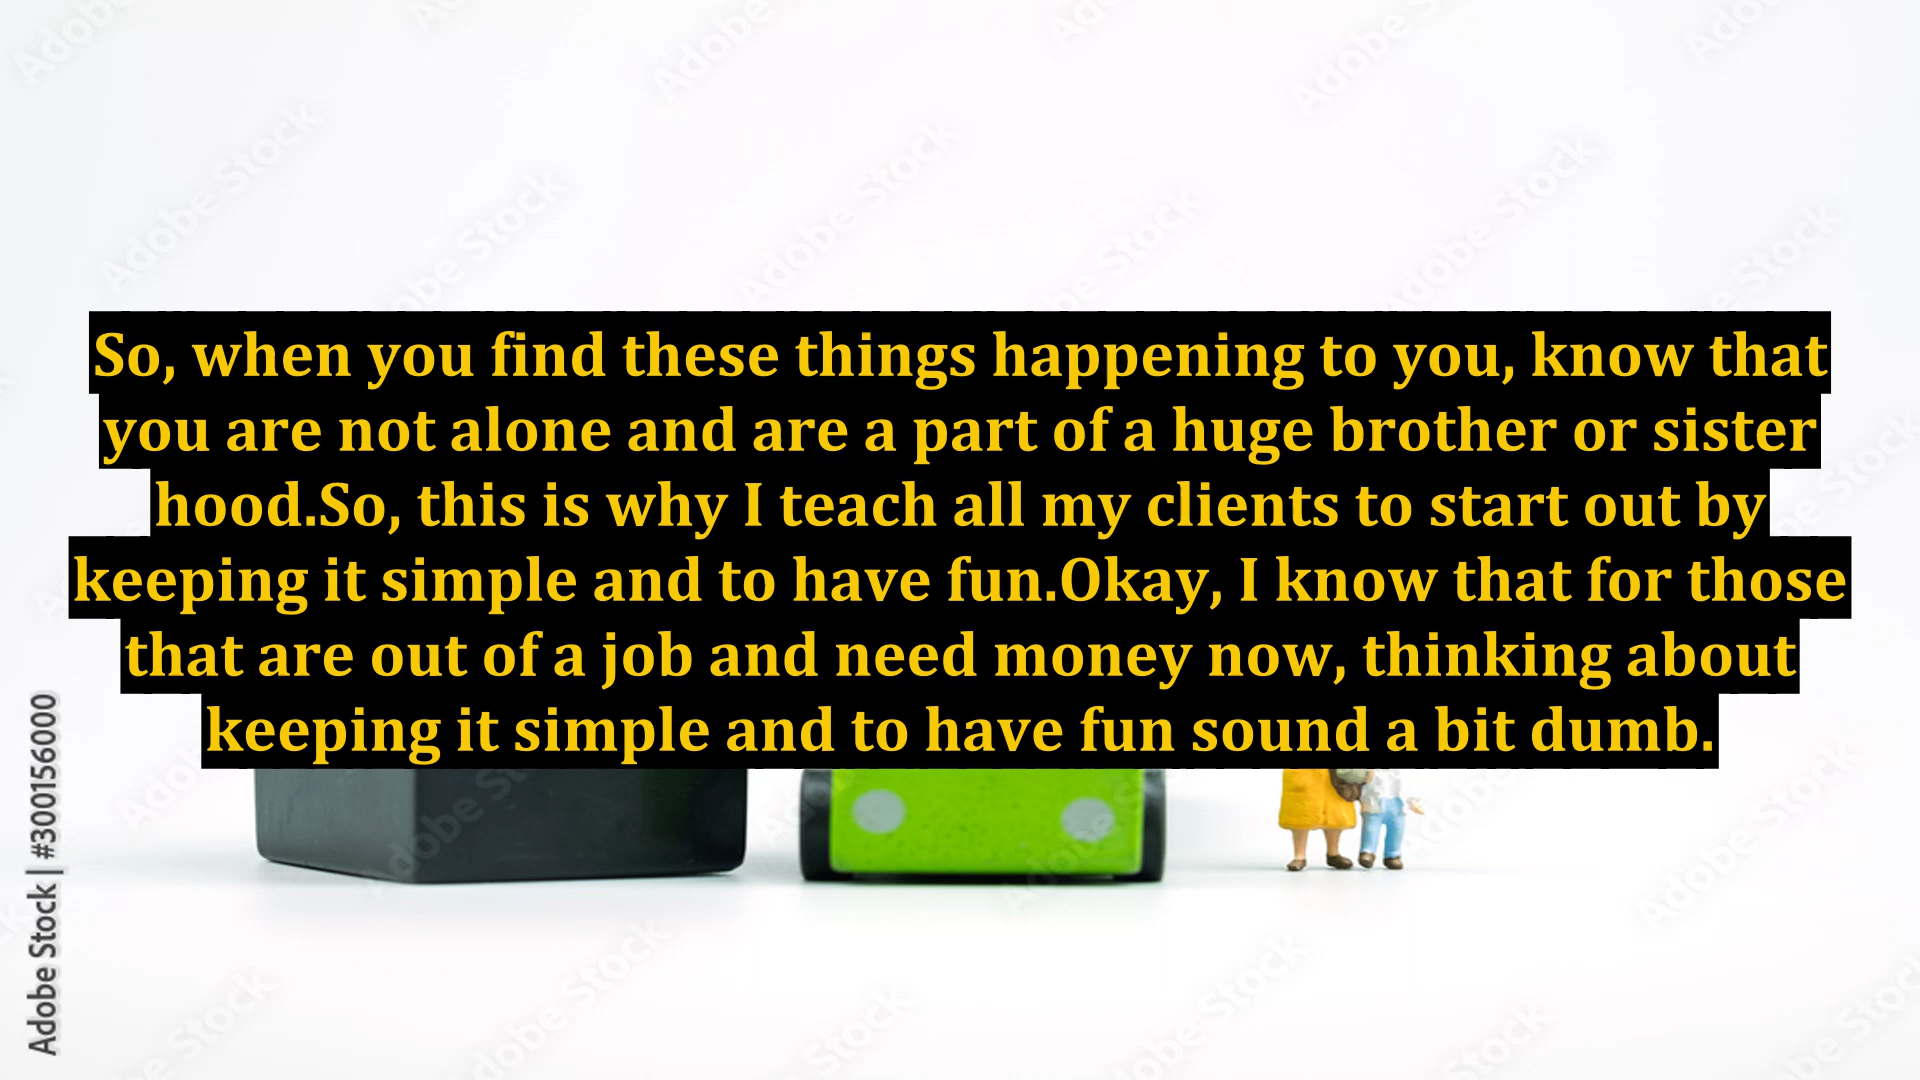 So, when you find these things happening to you, know that
you are not alone and are a part of a huge brother or sister
hood.So, this is why I teach all my clients to start out by
keeping it simple and to have fun.Okay, I know that for those
that are out of a job and need money now, thinking about
keeping it simple and to have fun sound a bit dumb.
Adobe Stock | #300156000
Adobe Stock